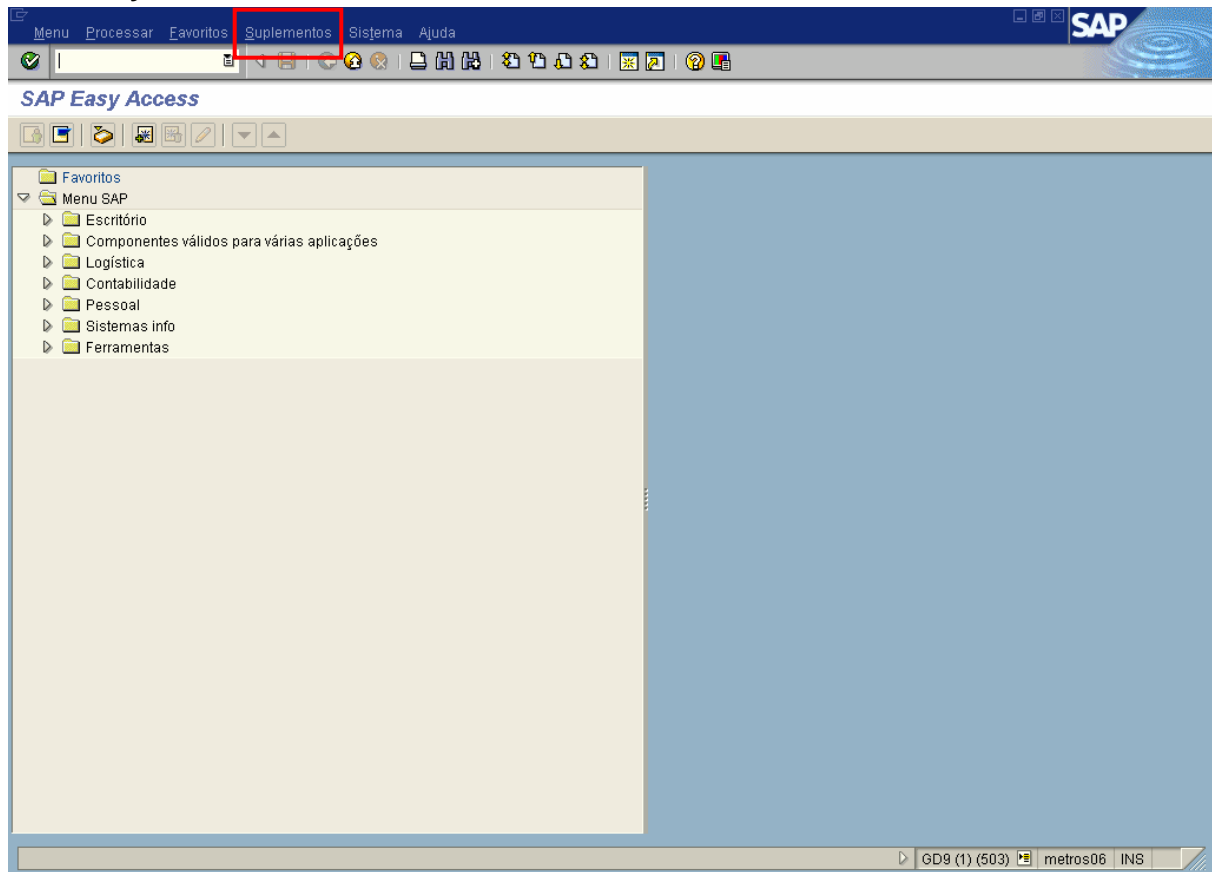 Menu Processar Favoritos Suplementos Sistema Ajuda
SAP
SAP Easy Access
Favoritos
Menu SAP
Escritório
Componentes válidos para várias aplicações
Logística
Contabilidade
Pessoal
Sistemas info
Ferramentas
GD9 (1) (503) metros06 INS